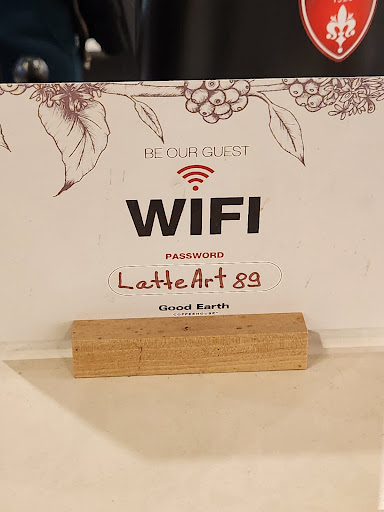 BE OUR GUEST
WIFI
PASSWORD
LatteArt 89
Good Earth
COFFEEHOUSE